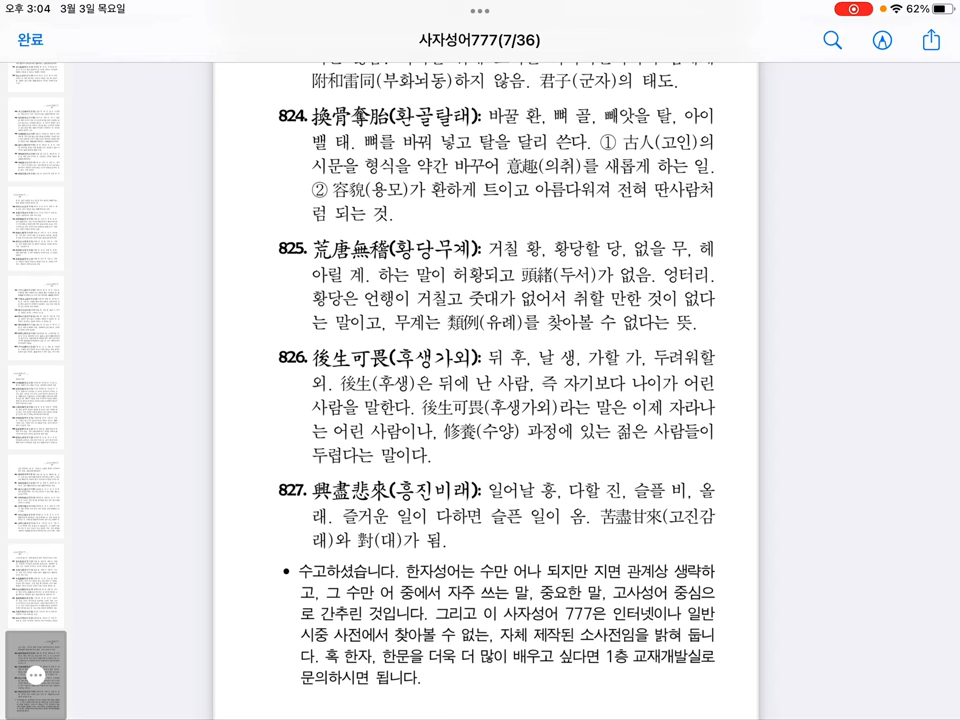 오후 3:04 3월 3일 목요일
62%
완료
사자성어777(7/36)
附和雷同(부화뇌동)하지 않음. 君子(군자)의 태도.
824. 換骨奪胎(환골탈태): 바꿀 환, 뼈 골, 빼앗을 탈, 아이
밸 태. 뼈를 바꿔 넣고 탈을 달리 쓴다. ① 古人(고인)의
시문을 형식을 약간 바꾸어 意趣(의취)를 새롭게 하는 일.
② 容貌(용모)가 환하게 트이고 아름다워져 전혀 딴사람처
럼 되는 것.
825. 荒唐無稽(황당무계): 거칠 황, 황당할 당, 없을 무, 헤
아릴 계. 하는 말이 허황되고 頭緖(두서)가 없음. 엉터리.
황당은 언행이 거칠고 줏대가 없어서 취할 만한 것이 없다
는 말이고, 무계는 類例(유례)를 찾아볼 수 없다는 뜻.
826. 後生可畏(후생가외): 뒤 후, 날 생, 가할 가, 두려워할
외. 後生(후생)은 뒤에 난 사람, 즉 자기보다 나이가 어린
사람을 말한다. 後生可畏(후생가외)라는 말은 이제 자라나
는 어린 사람이나, 修養(수양) 과정에 있는 젊은 사람들이
두렵다는 말이다.
827. 興盡悲來(흥진비래): 일어날 흥, 다할 진, 슬플 비, 올
래. 즐거운 일이 다하면 슬픈 일이 옴. 苦盡甘來(고진감
래)와 對(대)가 됨.
• 수고하셨습니다. 한자성어는 수만 어나 되지만 지면 관계상 생략하
고, 그 수만 어 중에서 자주 쓰는 말, 중요한 말, 고사성어 중심으
로 간추린 것입니다. 그리고 이 사자성어 777은 인터넷이나 일반
시중 사전에서 찾아볼 수 없는, 자체 제작된 소사전임을 밝혀 둡니
다. 혹 한자, 한문을 더욱 더 많이 배우고 싶다면 1층 교재개발실로
문의하시면 됩니다.